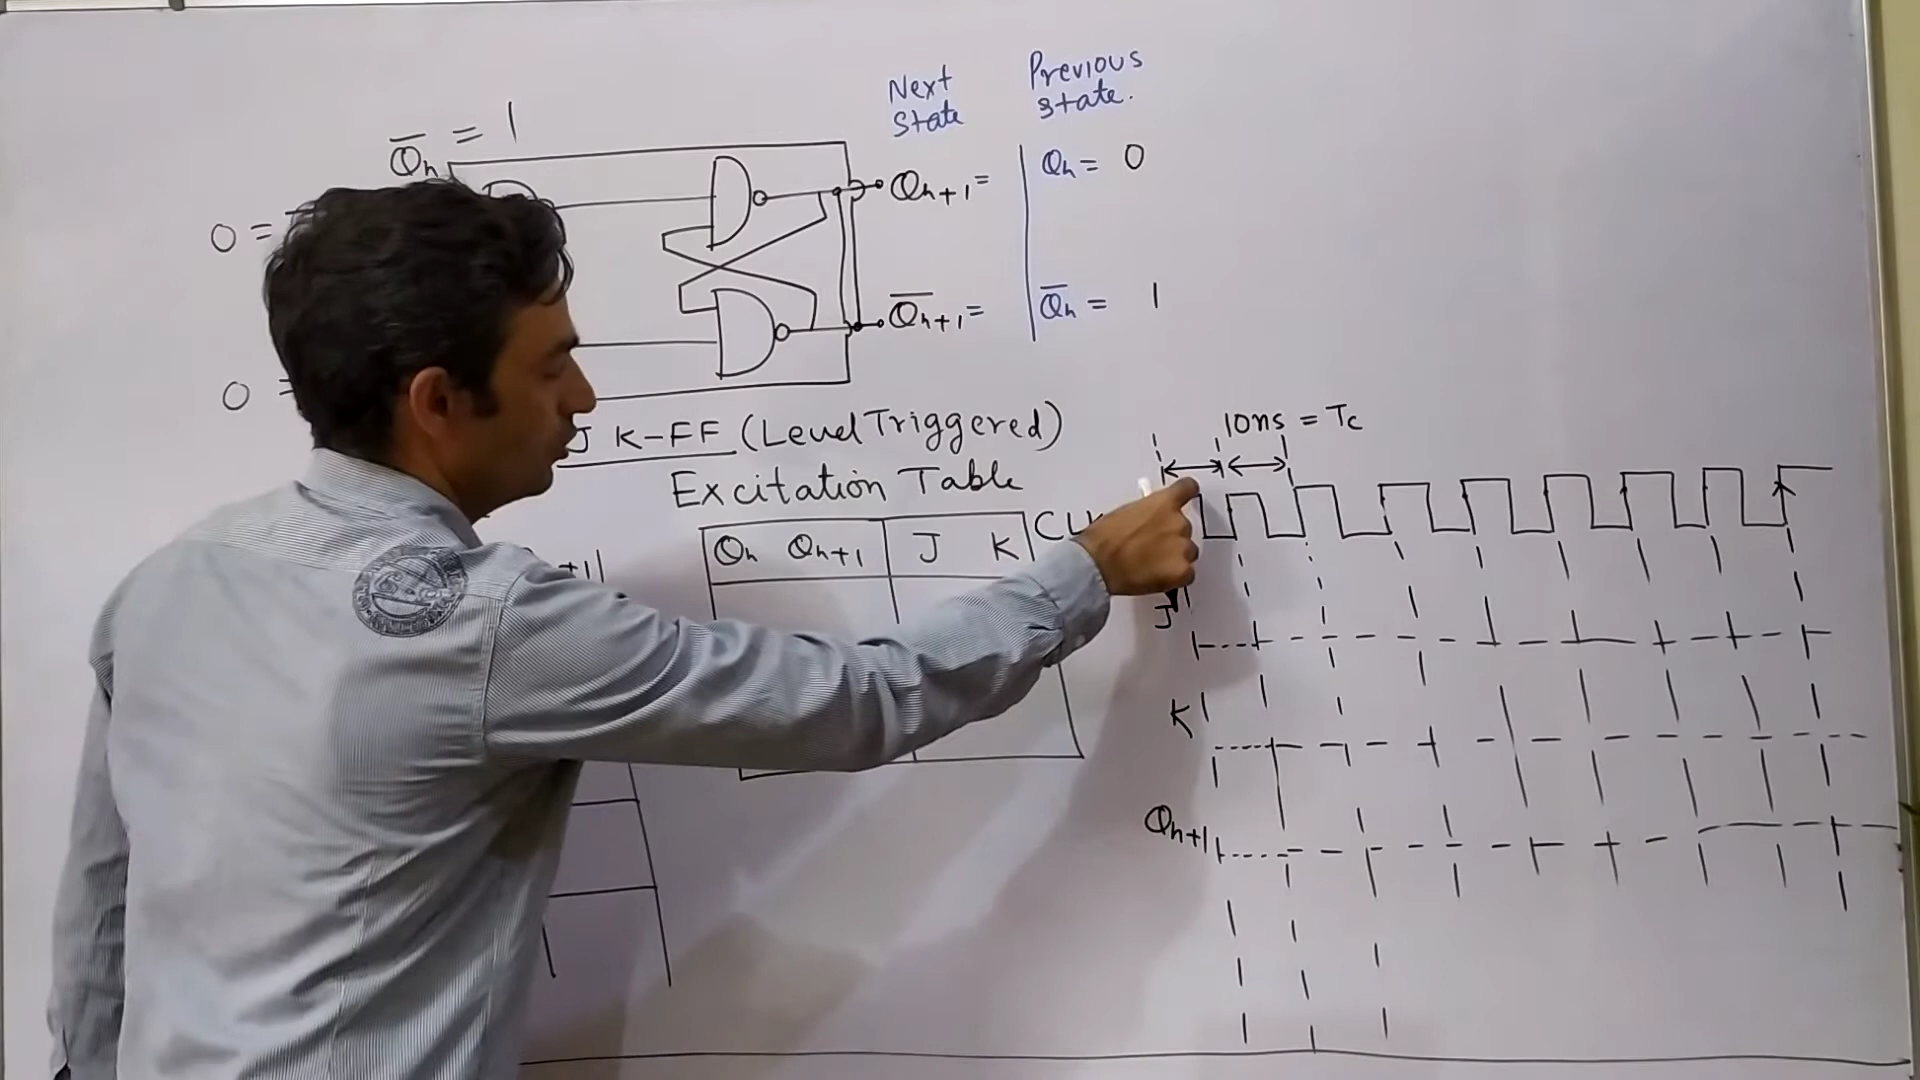 Next
State
Previous
State.
Q̅n = 1
0 =
Qn+1 =
Qn = 0
Q̅n+1 =
Q̅n = 1
0 =
J K-FF (Level Triggered)
Excitation Table
Qn Qn+1 J K
10ns = Tc
J
K
Qn+1